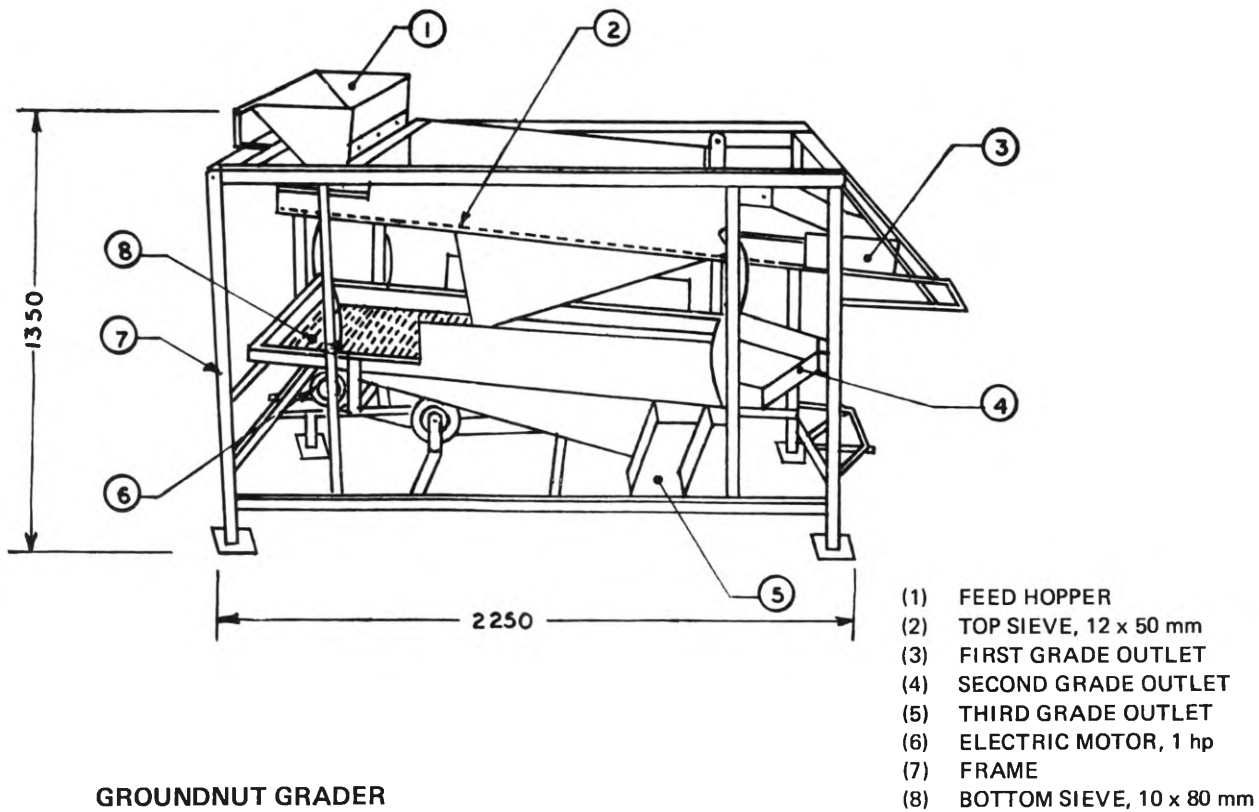 1
2
3
8
1350
7
4
6
5
2250
(1) FEED HOPPER
(2) TOP SIEVE, 12 x 50 mm
(3) FIRST GRADE OUTLET
(4) SECOND GRADE OUTLET
(5) THIRD GRADE OUTLET
(6) ELECTRIC MOTOR, 1 hp
(7) FRAME
(8) BOTTOM SIEVE, 10 x 80 mm
GROUNDNUT GRADER